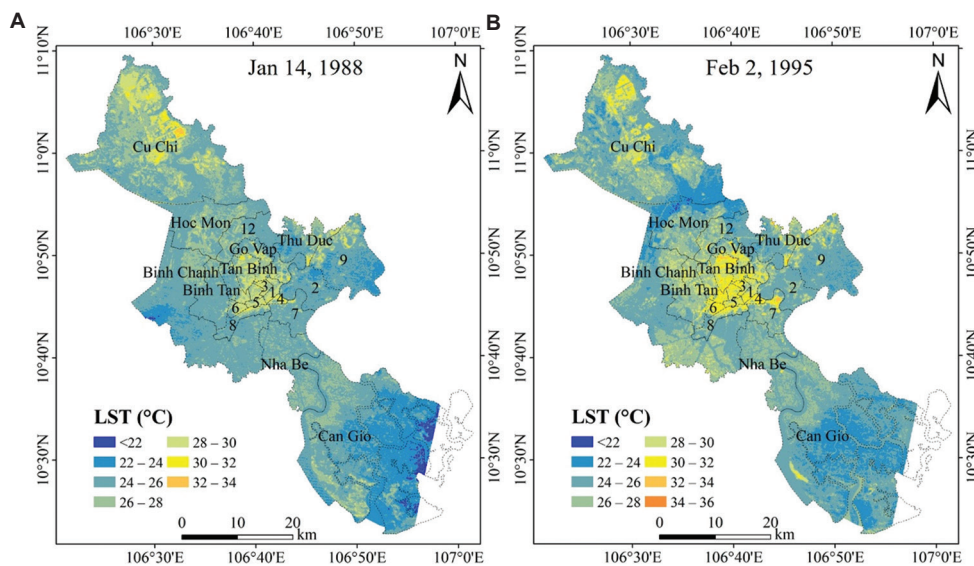 A
106°30'E 106°40'E 106°50'E 107°0'E
Jan 14, 1988
N
11°10'N
11°0'N
10°50'N
10°40'N
10°30'N
Cu Chi
Hoc Mon
12
Thu Duc
Go Vap
9
Binh Chanh
Tan Binh
Binh Tan
3
2
1
4
5
6
7
8
Nha Be
Can Gio
LST (°C)
<22
22 – 24
24 – 26
26 – 28
28 – 30
30 – 32
32 – 34
0 10 20
km
106°30'E 106°40'E 106°50'E 107°0'E
B
106°30'E 106°40'E 106°50'E 107°0'E
Feb 2, 1995
N
11°10'N
11°0'N
10°50'N
10°40'N
10°30'N
Cu Chi
Hoc Mon
12
Thu Duc
Go Vap
9
Binh Chanh
Tan Binh
Binh Tan
3
2
1
4
5
6
7
8
Nha Be
Can Gio
LST (°C)
<22
22 – 24
24 – 26
26 – 28
28 – 30
30 – 32
32 – 34
34 – 36
0 10 20
km
106°30'E 106°40'E 106°50'E 107°0'E
11°0'N
10°50'N
10°40'N
10°30'N